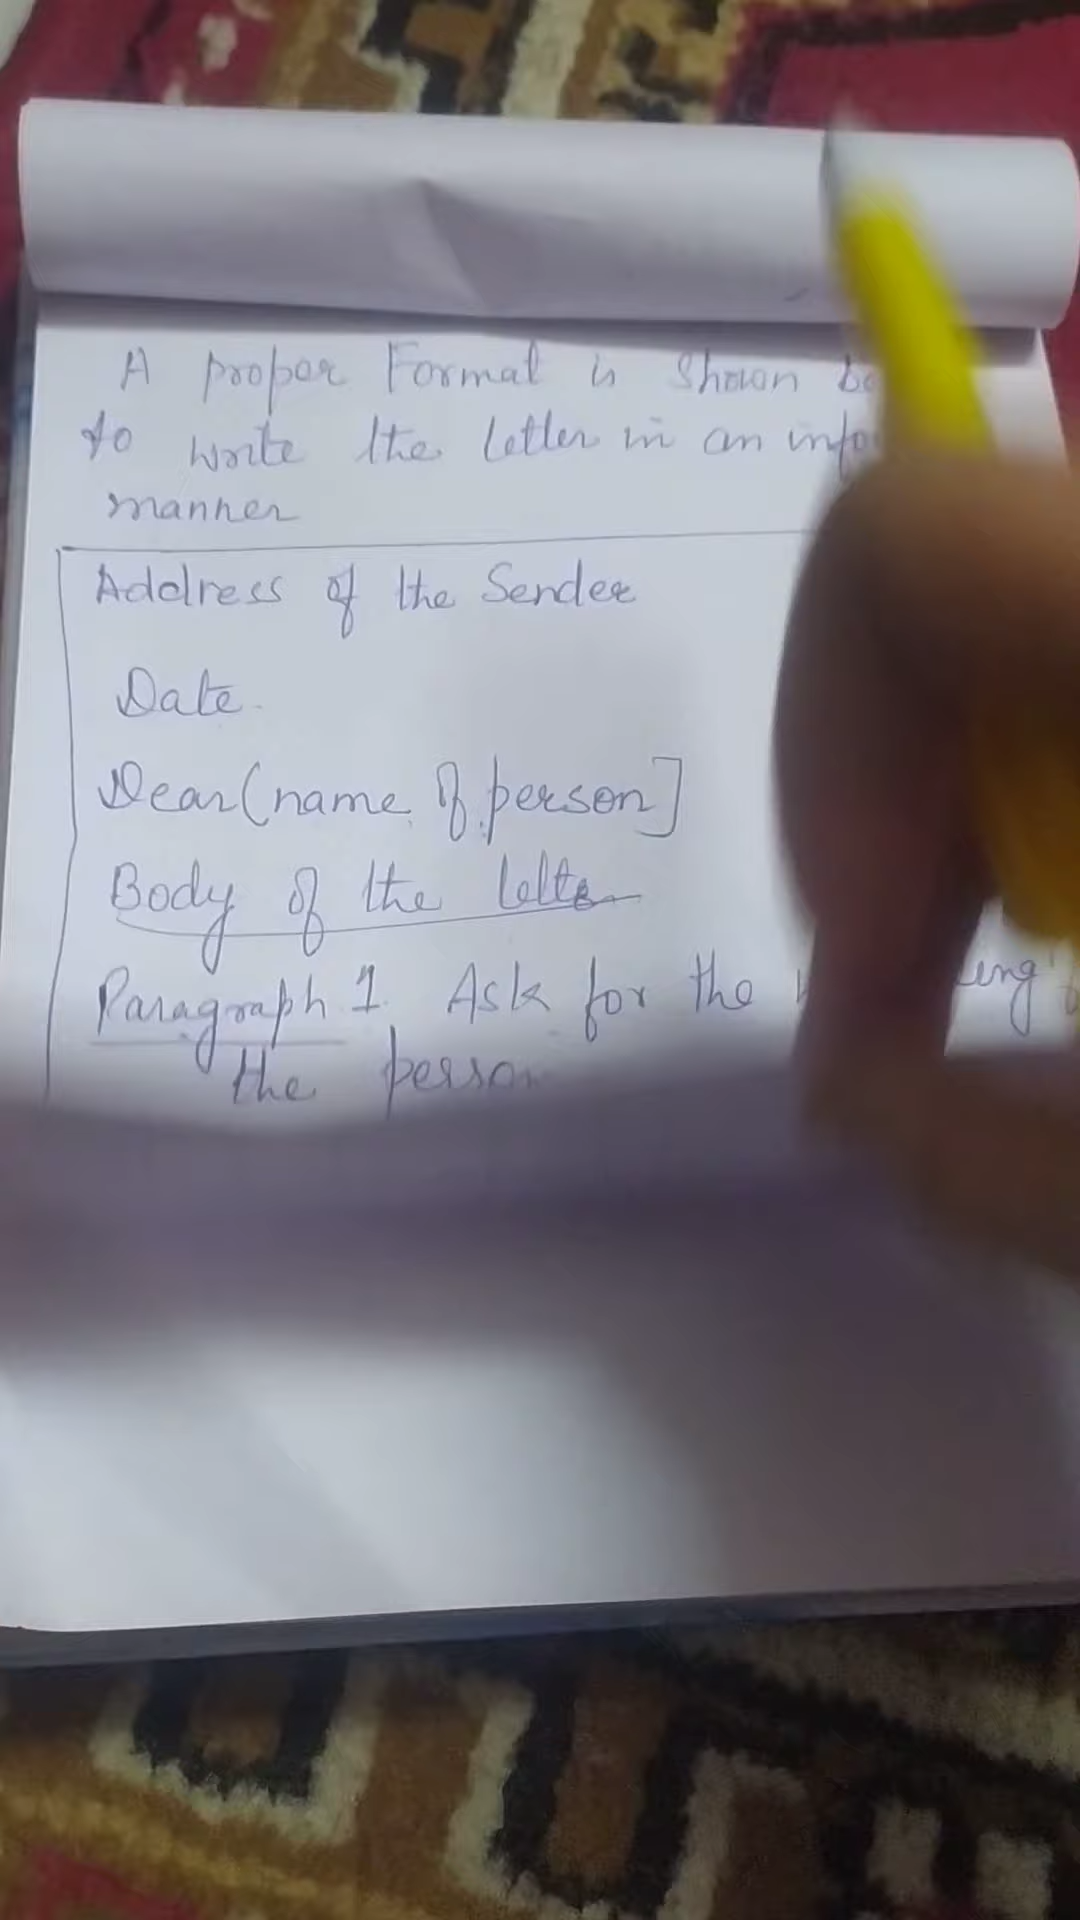 A proper Format is shown
to write the letter in an
manner
Address of the Sender
Date.
Dear (name of person]
Body of the letter
Paragraph 1. Ask for the
the person